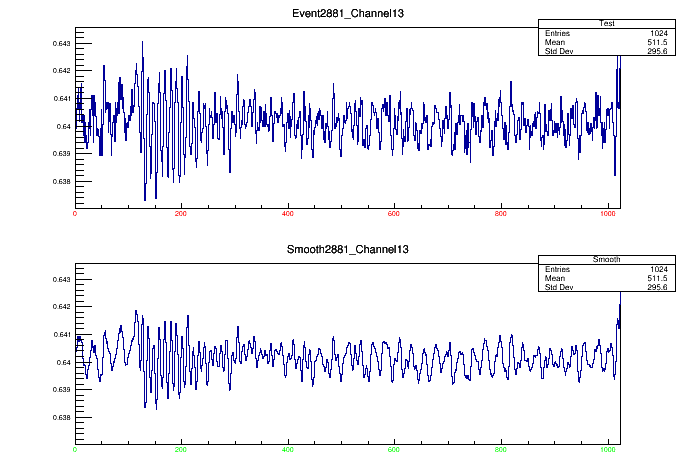 Event2881_Channel13
Test
Entries 1024
Mean 511.5
Std Dev 295.6
0.643
0.642
0.641
0.64
0.639
0.638
0 200 400 600 800 1000
Smooth2881_Channel13
Smooth
Entries 1024
Mean 511.5
Std Dev 295.6
0.643
0.642
0.641
0.64
0.639
0.638
0 200 400 600 800 1000